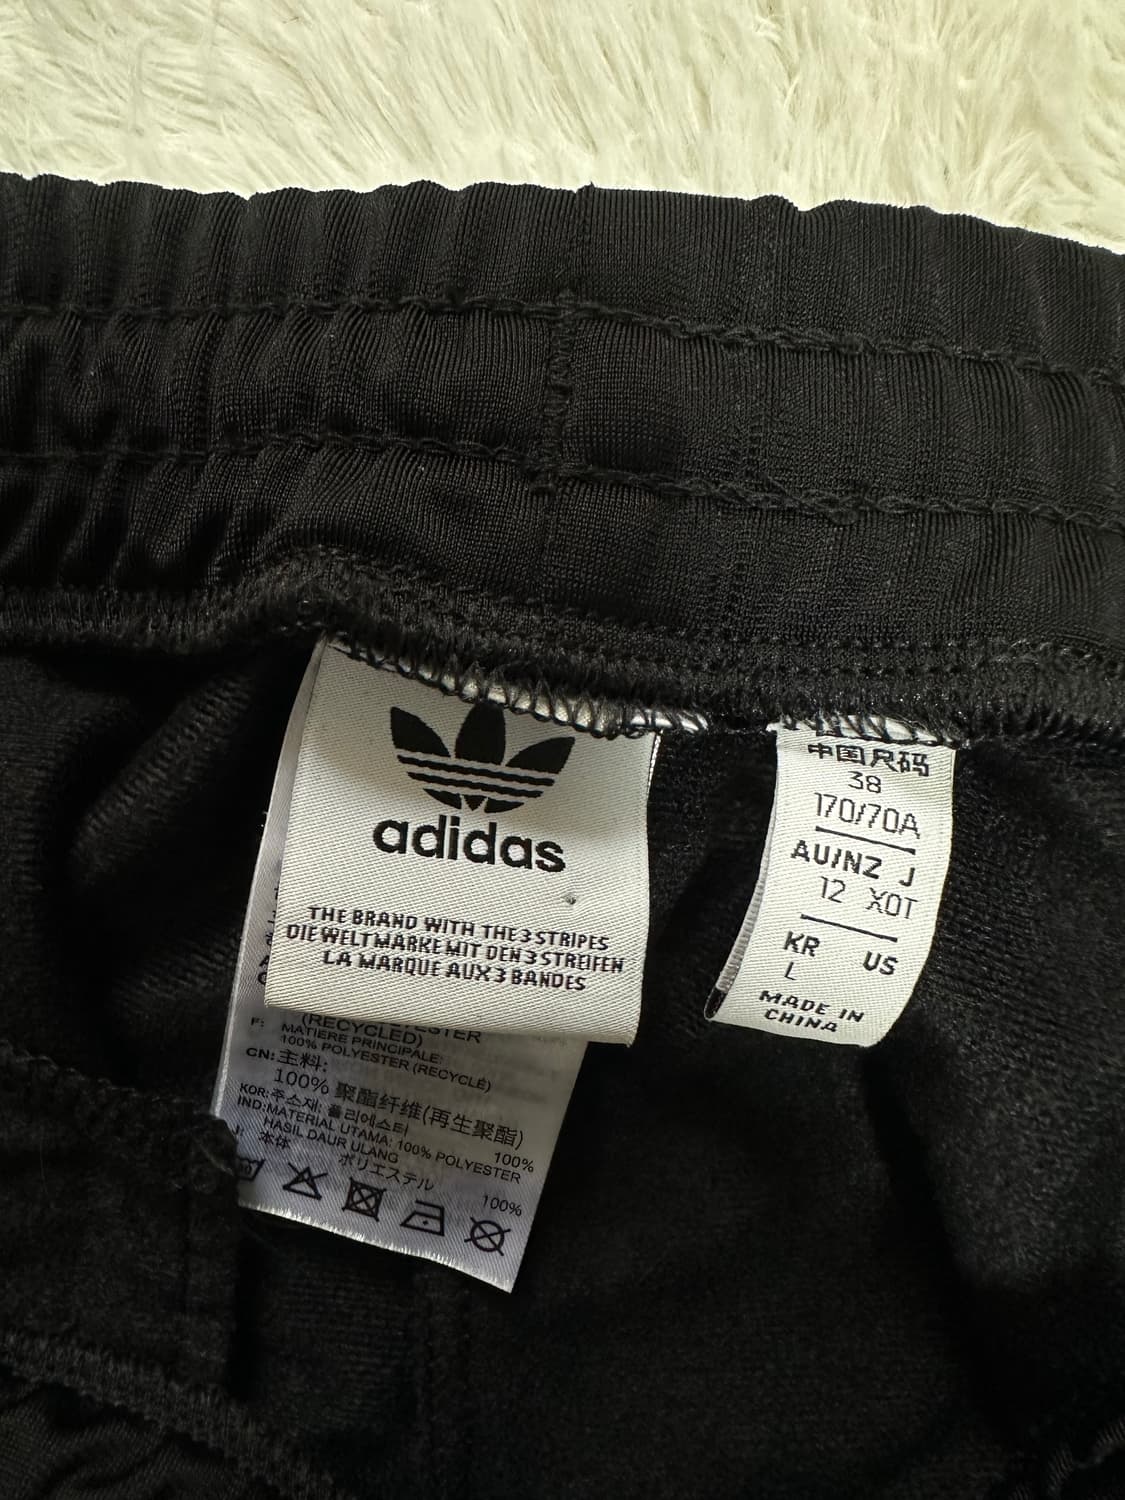 adidas
THE BRAND WITH THE 3 STRIPES
DIE WELTMARKE MIT DEN 3 STREIFEN
LA MARQUE AUX 3 BANDES
中国尺码
38
170/70A
AU/NZ J
12 XOT
KR US
L
MADE IN
CHINA
(RECYCLED)
F: MATIERE PRINCIPALE:
100% POLYESTER (RECYCLÉ)
CN: 主料:
100% 聚酯纤维(再生聚酯)
KOR: 주소재: 폴리에스터 100%
IND: MATERIAL UTAMA: 100% POLYESTER
HASIL DAUR ULANG
本体
ポリエステル 100%